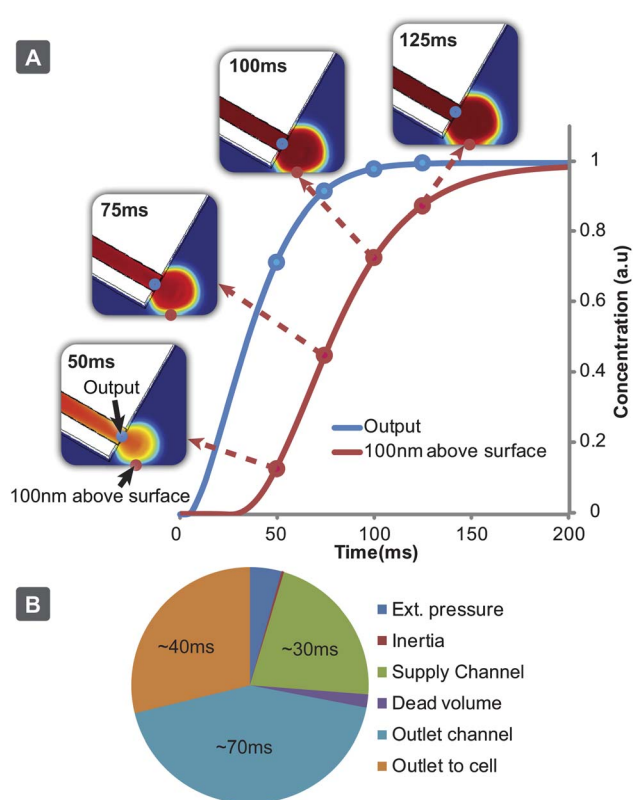 A
125ms
100ms
75ms
50ms
Output
100nm above surface
1
0.8
0.6
0.4
0.2
0
Concentration (a.u)
Output
100nm above surface
0 50 100 150 200
Time(ms)
B
~40ms
~30ms
~70ms
Ext. pressure
Inertia
Supply Channel
Dead volume
Outlet channel
Outlet to cell